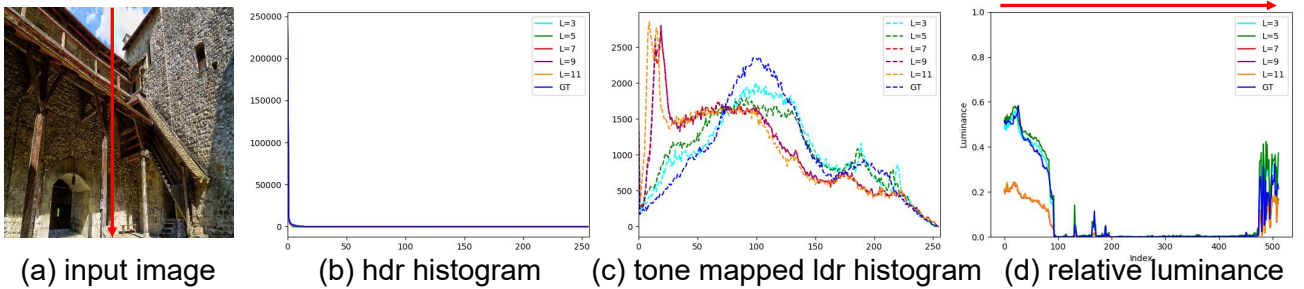 250000
200000
150000
100000
50000
0
0
50
100
150
200
250
L=3
L=5
L=7
L=9
L=11
GT
2500
2000
1500
1000
500
0
0
50
100
150
200
250
L=3
L=5
L=7
L=9
L=11
GT
1.0
0.8
0.6
0.4
0.2
0.0
Luminance
0
100
200
300
400
500
Index
L=3
L=5
L=7
L=9
L=11
GT
(a) input image
(b) hdr histogram
(c) tone mapped ldr histogram
(d) relative luminance